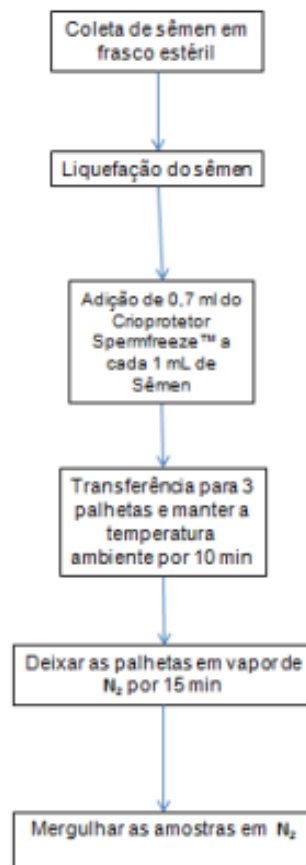 Coleta de sêmen em
frasco estéril
Liquefação do sêmen
Adição de 0,7 ml do
Crioprotetor
Spermfreeze™ a
cada 1 mL de
Sêmen
Transferência para 3
palhetas e manter a
temperatura
ambiente por 10 min
Deixar as palhetas em vapor de
N₂ por 15 min
Mergulhar as amostras em N₂